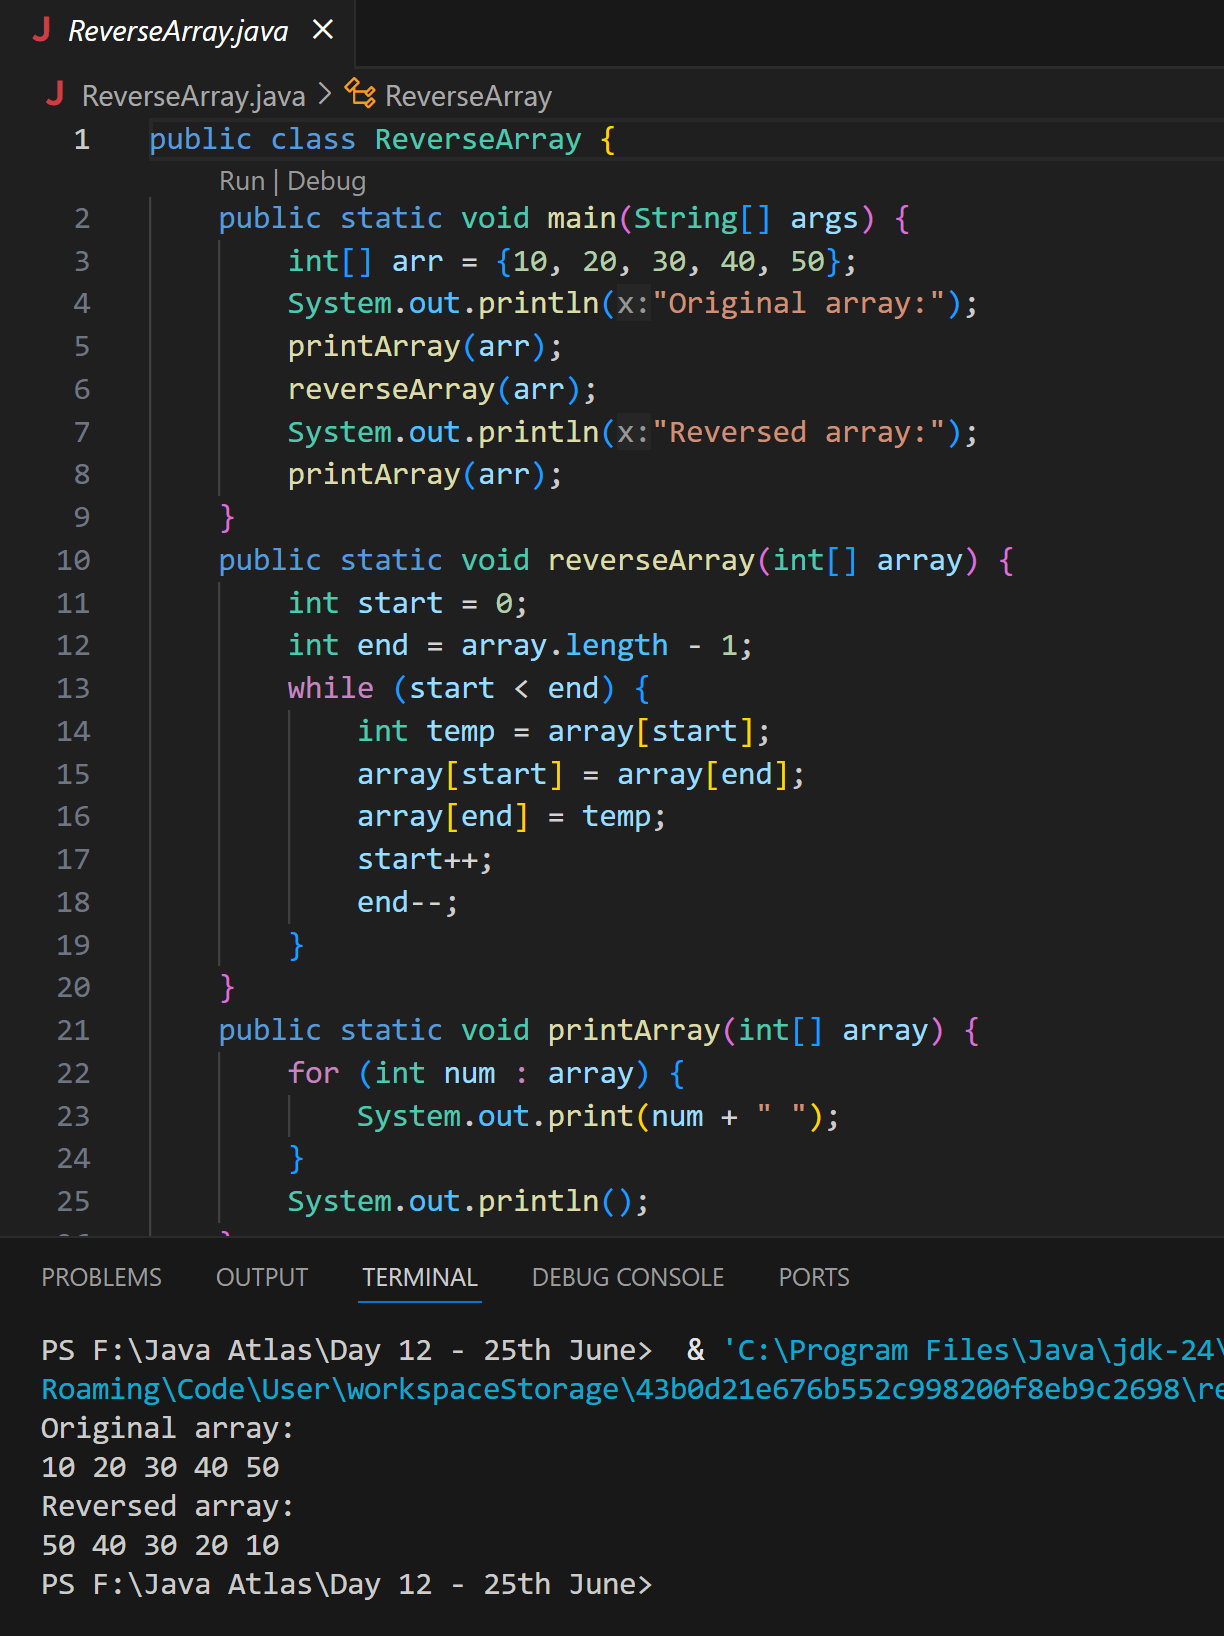 J ReverseArray.java ×
J ReverseArray.java > ReverseArray
1 public class ReverseArray {
Run | Debug
2     public static void main(String[] args) {
3         int[] arr = {10, 20, 30, 40, 50};
4         System.out.println(x:"Original array:");
5         printArray(arr);
6         reverseArray(arr);
7         System.out.println(x:"Reversed array:");
8         printArray(arr);
9     }
10     public static void reverseArray(int[] array) {
11         int start = 0;
12         int end = array.length - 1;
13         while (start < end) {
14             int temp = array[start];
15             array[start] = array[end];
16             array[end] = temp;
17             start++;
18             end--;
19         }
20     }
21     public static void printArray(int[] array) {
22         for (int num : array) {
23             System.out.print(num + " ");
24         }
25         System.out.println();
PROBLEMS OUTPUT TERMINAL DEBUG CONSOLE PORTS
PS F:\Java Atlas\Day 12 - 25th June>  & 'C:\Program Files\Java\jdk-24\
Roaming\Code\User\workspaceStorage\43b0d21e676b552c998200f8eb9c2698\re
Original array:
10 20 30 40 50
Reversed array:
50 40 30 20 10
PS F:\Java Atlas\Day 12 - 25th June>